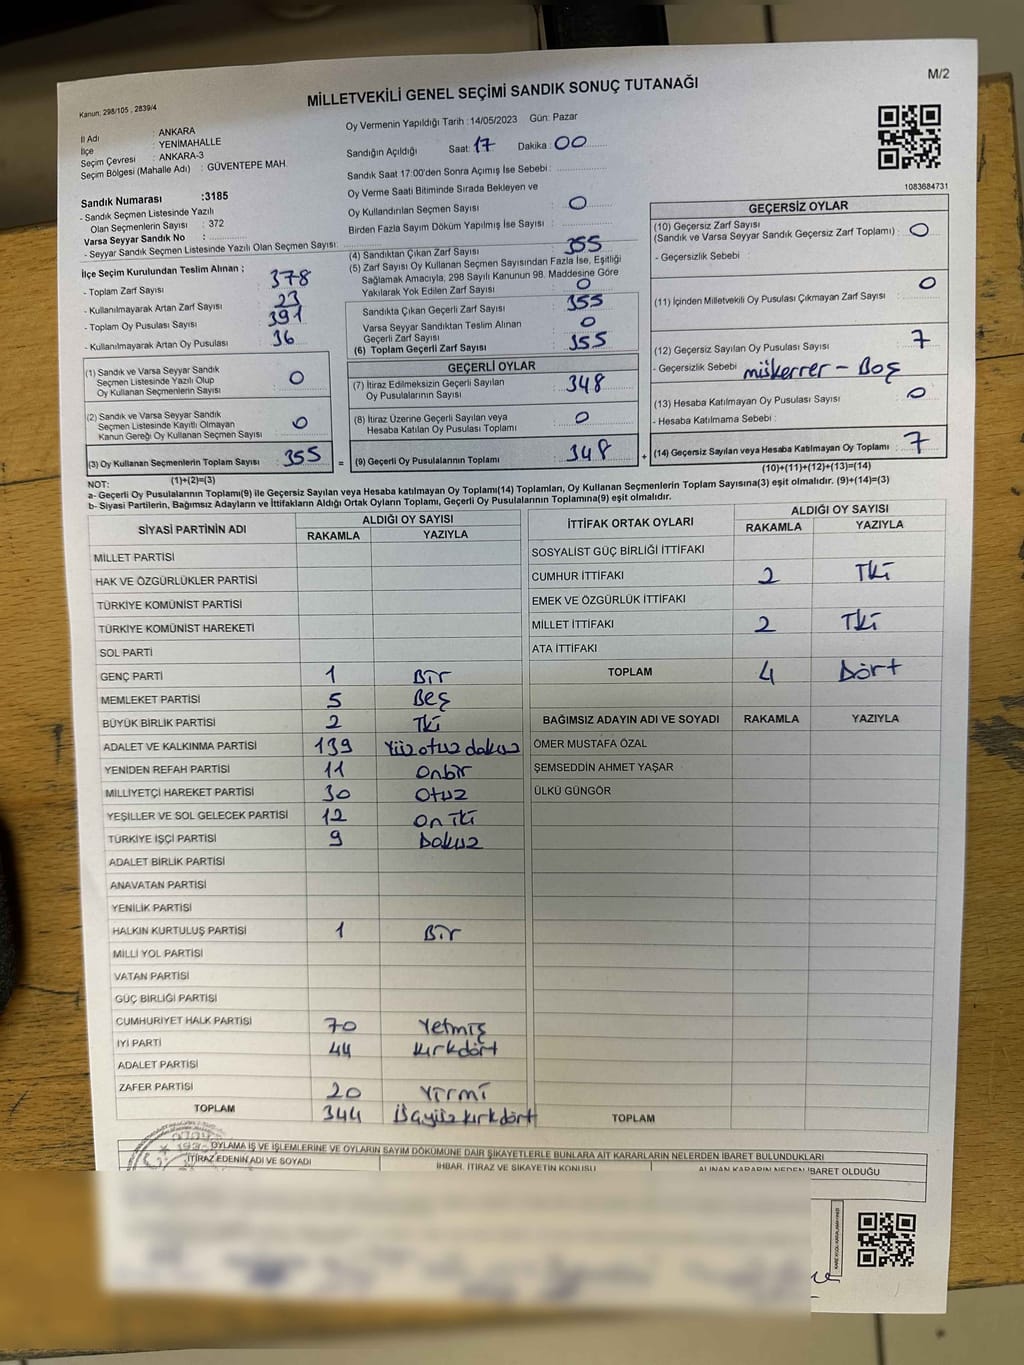 M/2
Kanun: 298/105 , 2839/4
MİLLETVEKİLİ GENEL SEÇİMİ SANDIK SONUÇ TUTANAĞI
İl Adı : ANKARA
İlçe : YENİMAHALLE
Seçim Çevresi : ANKARA-3
Seçim Bölgesi (Mahalle Adı) : GÜVENTEPE MAH.
Sandık Numarası :3185
- Sandık Seçmen Listesinde Yazılı
Olan Seçmenlerin Sayısı : 372
Varsa Seyyar Sandık No :
- Seyyar Sandık Seçmen Listesinde Yazılı Olan Seçmen Sayısı:
İlçe Seçim Kurulundan Teslim Alınan ;
- Toplam Zarf Sayısı : 378
- Kullanılmayarak Artan Zarf Sayısı : 23
- Toplam Oy Pusulası Sayısı : 391
- Kullanılmayarak Artan Oy Pusulası : 36
(1) Sandık ve Varsa Seyyar Sandık
Seçmen Listesinde Yazılı Olup
Oy Kullanan Seçmenlerin Sayısı 0
(2) Sandık ve Varsa Seyyar Sandık
Seçmen Listesinde Kayıtlı Olmayan
Kanun Gereği Oy Kullanan Seçmen Sayısı 0
(3) Oy Kullanan Seçmenlerin Toplam Sayısı 355 =
(1)+(2)=(3)
Oy Vermenin Yapıldığı Tarih :14/05/2023 Gün: Pazar
Sandığın Açıldığı Saat: 17 Dakika : 00
Sandık Saat 17:00'den Sonra Açımış İse Sebebi :
Oy Verme Saati Bitiminde Sırada Bekleyen ve
Oy Kullandırılan Seçmen Sayısı : 0
Birden Fazla Sayım Döküm Yapılmış İse Sayısı :
(4) Sandıktan Çıkan Zarf Sayısı : 355
(5) Zarf Sayısı Oy Kullanan Seçmen Sayısından Fazla İse, Eşitliği
Sağlamak Amacıyla, 298 Sayılı Kanunun 98. Maddesine Göre
Yakılarak Yok Edilen Zarf Sayısı : 0
Sandıkta Çıkan Geçerli Zarf Sayısı : 355
Varsa Seyyar Sandıktan Teslim Alınan
Geçerli Zarf Sayısı : 0
(6) Toplam Geçerli Zarf Sayısı : 355
GEÇERLİ OYLAR
(7) İtiraz Edilmeksizin Geçerli Sayılan
Oy Pusulalarının Sayısı 348
(8) İtiraz Üzerine Geçerli Sayılan veya
Hesaba Katılan Oy Pusulası Toplamı 0
(9) Geçerli Oy Pusulalarının Toplamı 348 +
1083684731
GEÇERSİZ OYLAR
(10) Geçersiz Zarf Sayısı
(Sandık ve Varsa Seyyar Sandık Geçersiz Zarf Toplamı) : 0
- Geçersizlik Sebebi :
(11) İçinden Milletvekili Oy Pusulası Çıkmayan Zarf Sayısı : 0
(12) Geçersiz Sayılan Oy Pusulası Sayısı : 7
- Geçersizlik Sebebi : mükerrer - Boş
(13) Hesaba Katılmayan Oy Pusulası Sayısı : 0
- Hesaba Katılmama Sebebi :
(14) Geçersiz Sayılan veya Hesaba Katılmayan Oy Toplamı 7
(10)+(11)+(12)+(13)=(14)
NOT:
a- Geçerli Oy Pusulalarının Toplamı(9) ile Geçersiz Sayılan veya Hesaba katılmayan Oy Toplamı(14) Toplamları, Oy Kullanan Seçmenlerin Toplam Sayısına(3) eşit olmalıdır. (9)+(14)=(3)
b- Siyasi Partilerin, Bağımsız Adayların ve İttifakların Aldığı Ortak Oyların Toplamı, Geçerli Oy Pusulalarının Toplamına(9) eşit olmalıdır.
SİYASİ PARTİNİN ADI ALDIĞI OY SAYISI
RAKAMLA YAZIYLA
MİLLET PARTİSİ
HAK VE ÖZGÜRLÜKLER PARTİSİ
TÜRKİYE KOMÜNİST PARTİSİ
TÜRKİYE KOMÜNİST HAREKETİ
SOL PARTİ
GENÇ PARTİ 1 Bir
MEMLEKET PARTİSİ 5 Beş
BÜYÜK BİRLİK PARTİSİ 2 İki
ADALET VE KALKINMA PARTİSİ 139 Yüzotuz dokuz
YENİDEN REFAH PARTİSİ 11 Onbir
MİLLİYETÇİ HAREKET PARTİSİ 30 Otuz
YEŞİLLER VE SOL GELECEK PARTİSİ 12 On iki
TÜRKİYE İŞÇİ PARTİSİ 9 Dokuz
ADALET BİRLİK PARTİSİ
ANAVATAN PARTİSİ
YENİLİK PARTİSİ
HALKIN KURTULUŞ PARTİSİ 1 Bir
MİLLİ YOL PARTİSİ
VATAN PARTİSİ
GÜÇ BİRLİĞİ PARTİSİ
CUMHURİYET HALK PARTİSİ 70 Yetmiş
İYİ PARTİ 44 Kırkdört
ADALET PARTİSİ
ZAFER PARTİSİ 20 Yirmi
TOPLAM 344 Üçyüzkırkdört
İTTİFAK ORTAK OYLARI ALDIĞI OY SAYISI
RAKAMLA YAZIYLA
SOSYALİST GÜÇ BİRLİĞİ İTTİFAKI
CUMHUR İTTİFAKI 2 İki
EMEK VE ÖZGÜRLÜK İTTİFAKI
MİLLET İTTİFAKI 2 İki
ATA İTTİFAKI
TOPLAM 4 Dört
BAĞIMSIZ ADAYIN ADI VE SOYADI RAKAMLA YAZIYLA
ÖMER MUSTAFA ÖZAL
ŞEMSEDDİN AHMET YAŞAR
ÜLKÜ GÜNGÖR
TOPLAM
OYLAMA İŞ VE İŞLEMLERİNE VE OYLARIN SAYIM DÖKÜMÜNE DAİR ŞİKAYETLERLE BUNLARA AİT KARARLARIN NELERDEN İBARET BULUNDUKLARI
İTİRAZ EDENİN ADI VE SOYADI İHBAR, İTİRAZ VE ŞİKAYETİN KONUSU ALINAN KARARIN NEDEN İBARET OLDUĞU